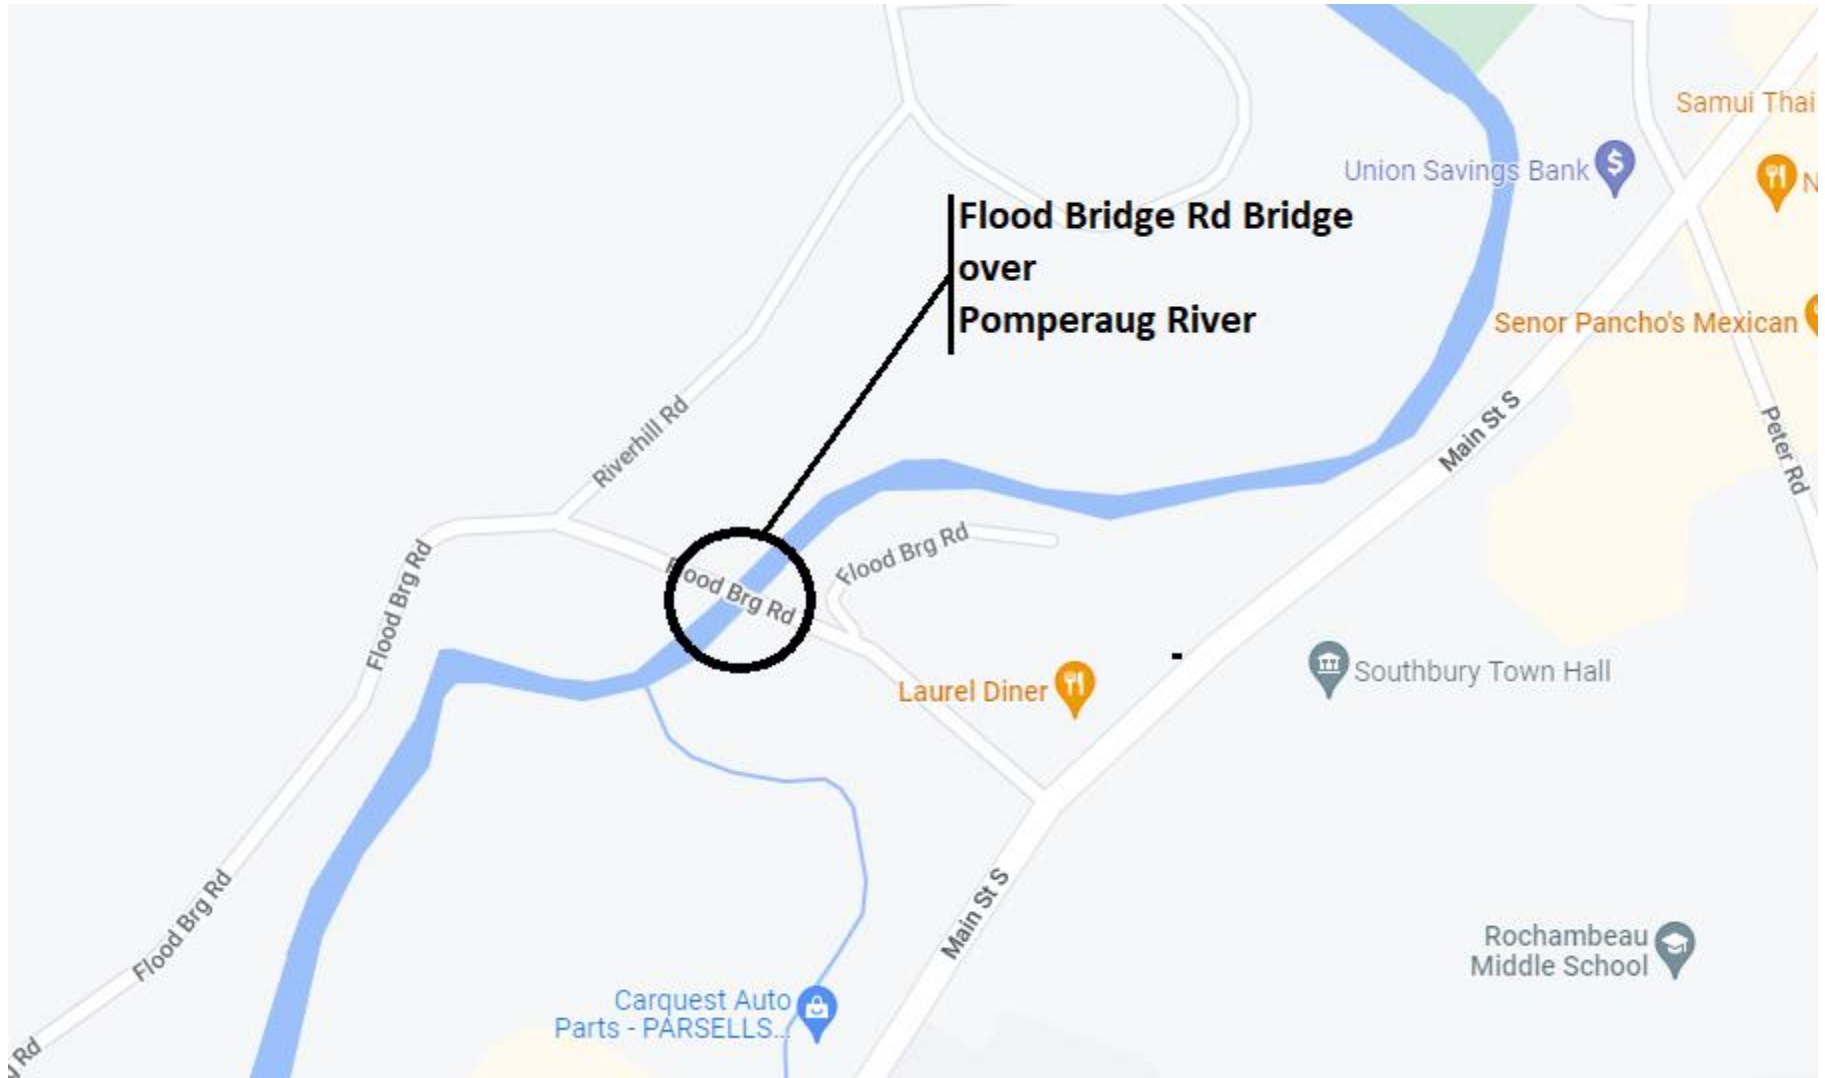 Samui Thai
Union Savings Bank
N
Flood Bridge Rd Bridge
over
Pomperaug River
Senor Pancho's Mexican
Riverhill Rd
Main St S
Peter Rd
Flood Brg Rd
Flood Brg Rd
Flood Brg Rd
Laurel Diner
Southbury Town Hall
Flood Brg Rd
Main St S
Rochambeau
Middle School
Carquest Auto
Parts - PARSELLS...
Rd